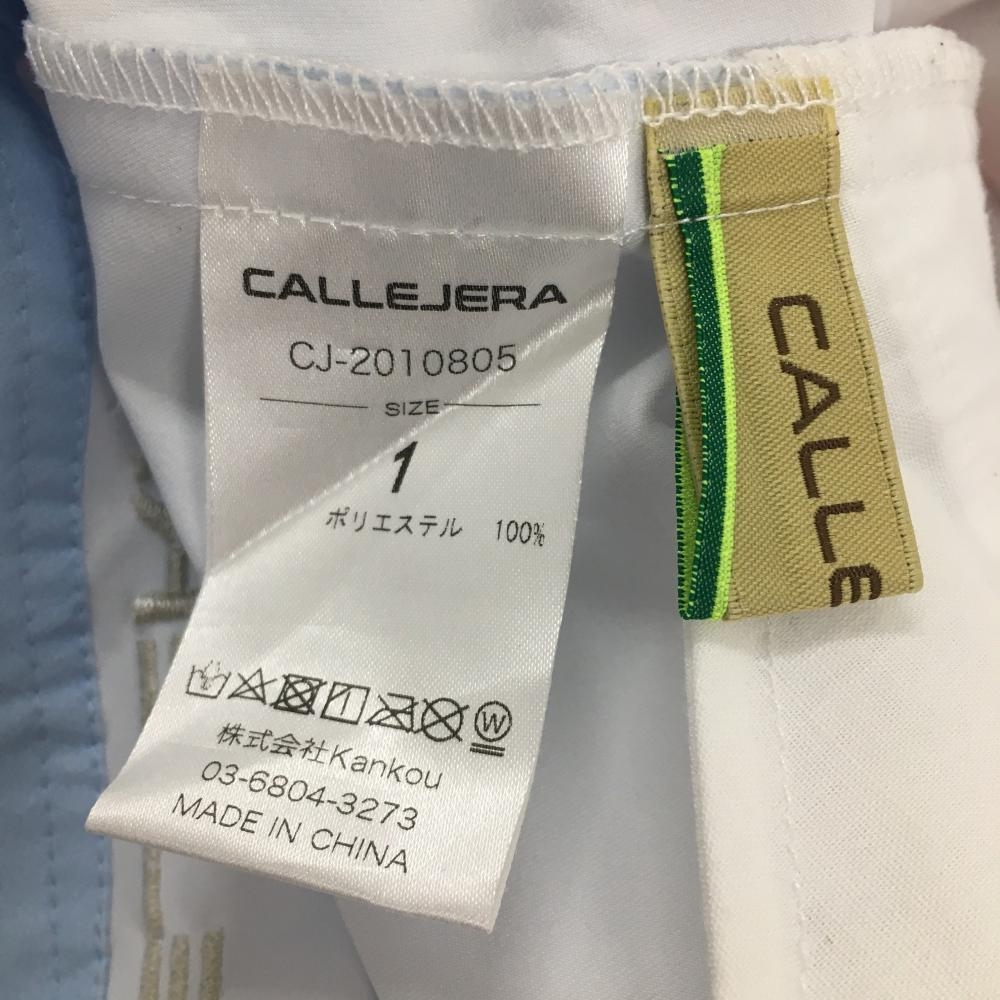 CALLEJERA
CJ-2010805
SIZE
1
ポリエステル 100%
W
株式会社Kankou
03-6804-3273
MADE IN CHINA
CALLE